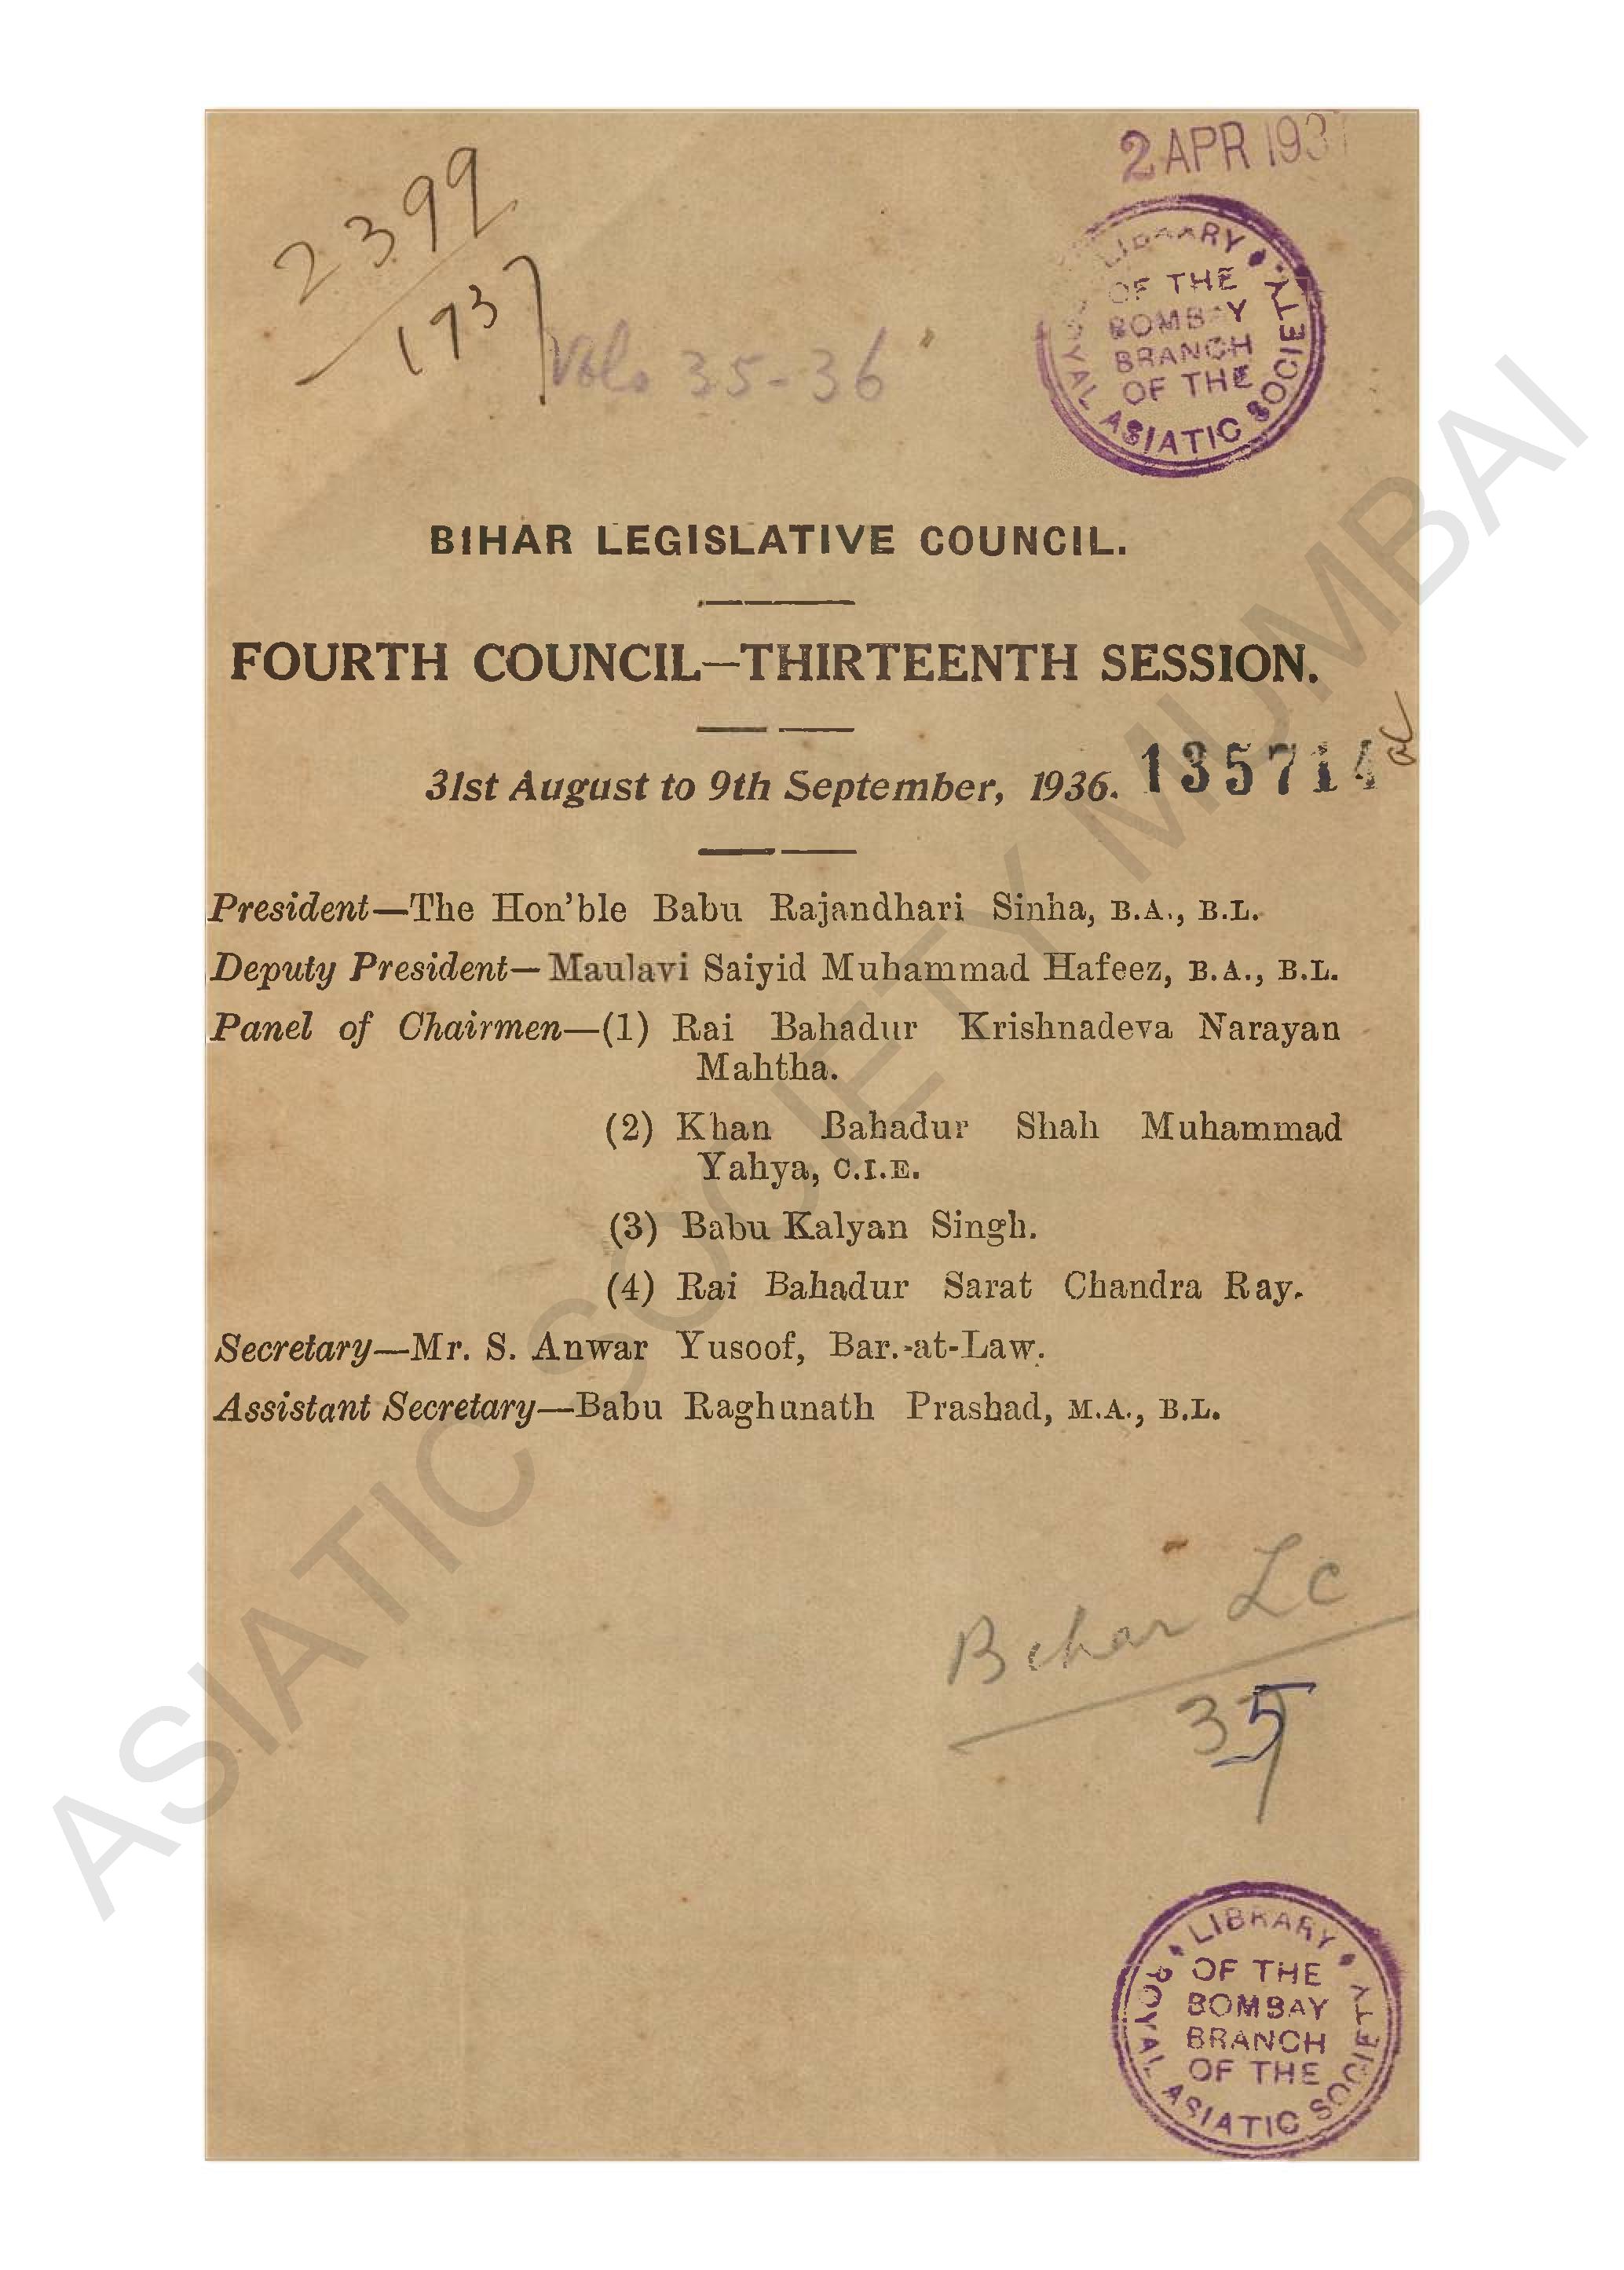 2399
1937
2 APR 1937
Vols 35-36
LIBRARY
OF THE
BOMBAY
BRANCH
OF THE
ROYAL ASIATIC SOCIETY
BIHAR LEGISLATIVE COUNCIL.
FOURTH COUNCIL—THIRTEENTH SESSION.
31st August to 9th September, 1936.
135714
President—The Hon'ble Babu Rajandhari Sinha, B.A., B.L.
Deputy President—Maulavi Saiyid Muhammad Hafeez, B.A., B.L.
Panel of Chairmen—(1) Rai Bahadur Krishnadeva Narayan
Mahtha.
(2) Khan Bahadur Shah Muhammad
Yahya, C.I.E.
(3) Babu Kalyan Singh.
(4) Rai Bahadur Sarat Chandra Ray.
Secretary—Mr. S. Anwar Yusoof, Bar.-at-Law.
Assistant Secretary—Babu Raghunath Prashad, M.A., B.L.
Bihar LC
35
LIBRARY
OF THE
BOMBAY
BRANCH
OF THE
ROYAL ASIATIC SOCIETY
ASIATIC SOCIETY MUMBAI